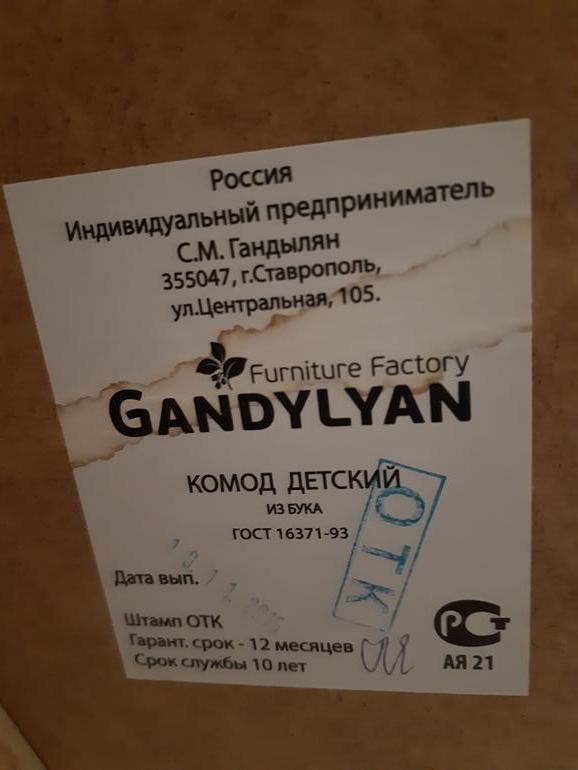 Россия
Индивидуальный предприниматель
С.М. Гандылян
355047, г.Ставрополь,
ул.Центральная, 105.
Furniture Factory
GANDYLYAN
КОМОД ДЕТСКИЙ
ИЗ БУКА
ГОСТ 16371-93
ОТК
Дата вып.
Штамп ОТК
Гарант. срок - 12 месяцев
Срок службы 10 лет
РСТ
АЯ 21